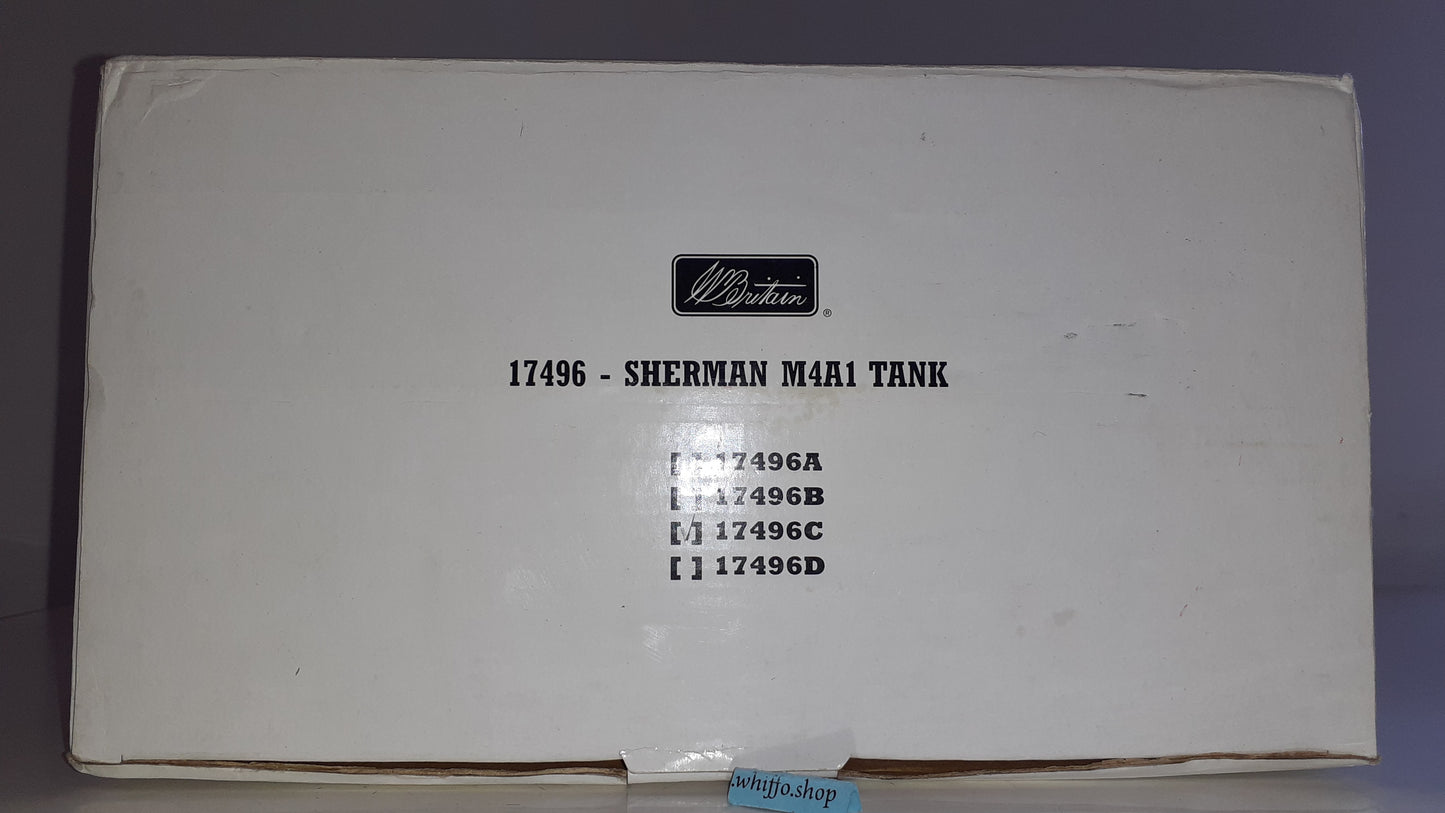 W Britain ®
17496 - SHERMAN M4A1 TANK
[ ] 17496A
[ ] 17496B
[√] 17496C
[ ] 17496D
.whiffo.shop